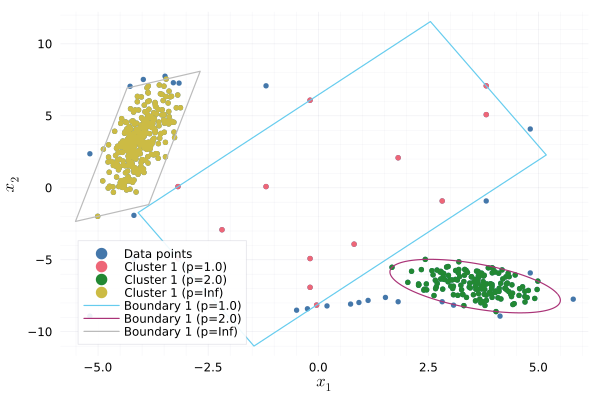 10
5
0
−5
−10
x2
Data points
Cluster 1 (p=1.0)
Cluster 1 (p=2.0)
Cluster 1 (p=Inf)
Boundary 1 (p=1.0)
Boundary 1 (p=2.0)
Boundary 1 (p=Inf)
−5.0 −2.5 0.0 2.5 5.0
x1